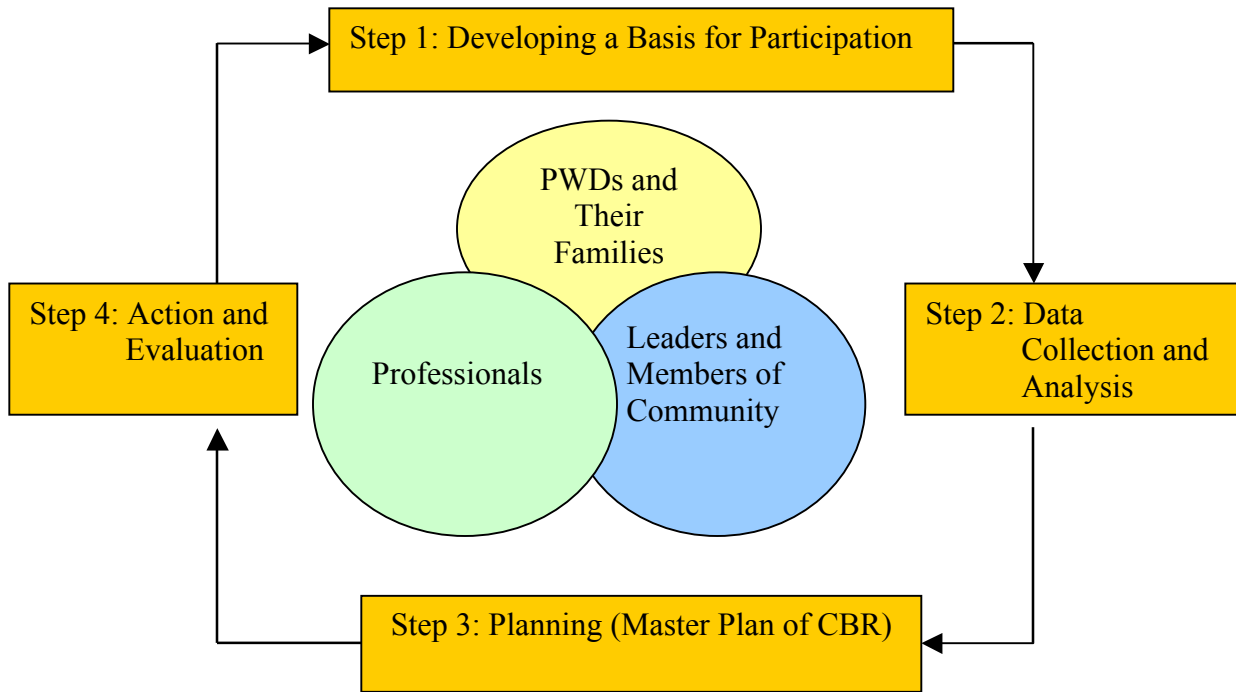 Step 1: Developing a Basis for Participation
PWDs and
Their
Families
Step 4: Action and
Evaluation
Professionals
Leaders and
Members of
Community
Step 2: Data
Collection and
Analysis
Step 3: Planning (Master Plan of CBR)